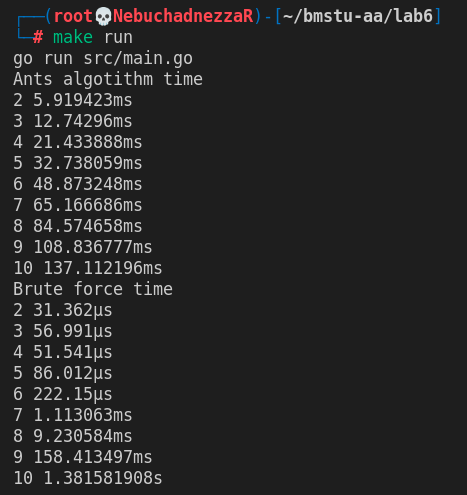 ┌──(root💀NebuchadnezzaR)-[~/bmstu-aa/lab6]
└─# make run
go run src/main.go
Ants algotithm time
2 5.919423ms
3 12.74296ms
4 21.433888ms
5 32.738059ms
6 48.873248ms
7 65.166686ms
8 84.574658ms
9 108.836777ms
10 137.112196ms
Brute force time
2 31.362µs
3 56.991µs
4 51.541µs
5 86.012µs
6 222.15µs
7 1.113063ms
8 9.230584ms
9 158.413497ms
10 1.381581908s